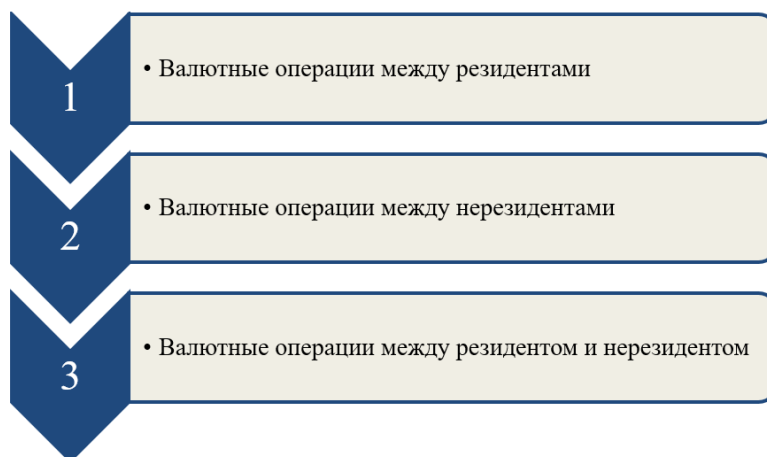 1
• Валютные операции между резидентами
2
• Валютные операции между нерезидентами
3
• Валютные операции между резидентом и нерезидентом